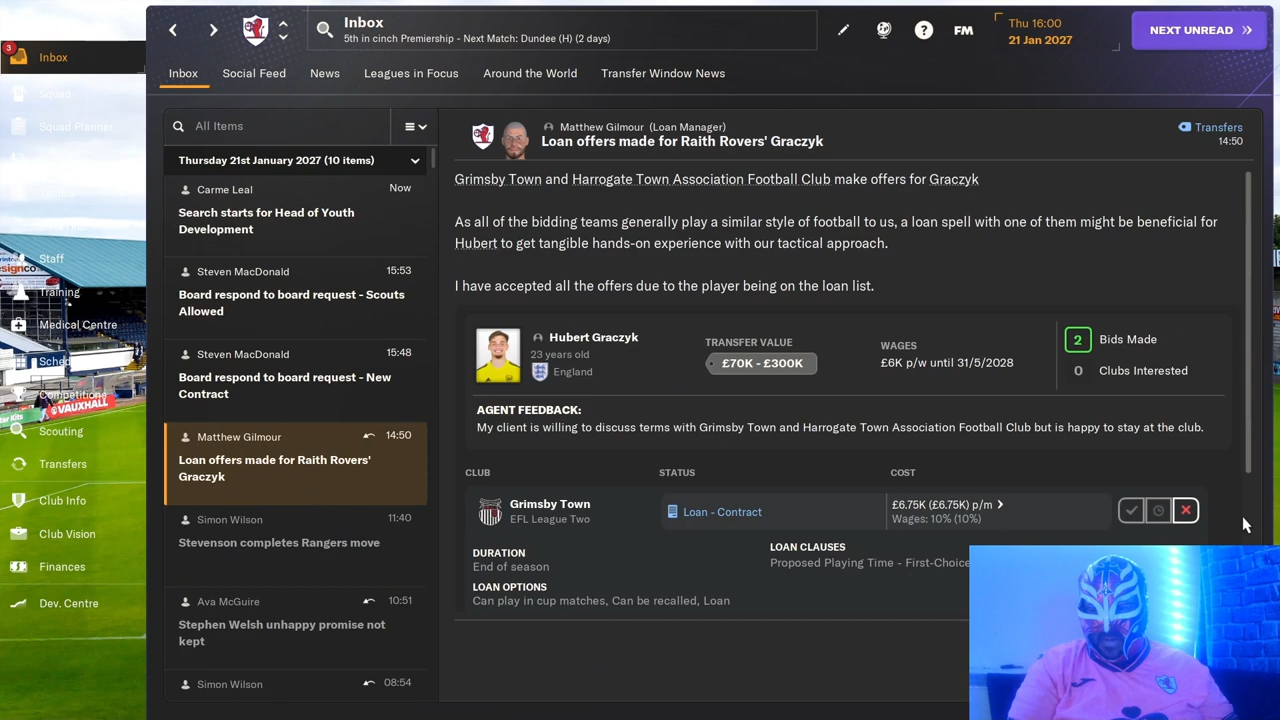 Inbox
5th in cinch Premiership - Next Match: Dundee (H) (2 days)
FM
Thu 16:00
21 Jan 2027
NEXT UNREAD
3
Inbox
Squad
Squad Planner
Staff
Training
Medical Centre
Sched
Competitions
Scouting
Transfers
Club Info
Club Vision
Finances
Dev. Centre
VAUXHALL
Inbox
Social Feed
News
Leagues in Focus
Around the World
Transfer Window News
All Items
Thursday 21st January 2027 (10 items)
Carme Leal
Now
Search starts for Head of Youth
Development
Steven MacDonald
15:53
Board respond to board request - Scouts
Allowed
Steven MacDonald
15:48
Board respond to board request - New
Contract
Matthew Gilmour
14:50
Loan offers made for Raith Rovers'
Graczyk
Simon Wilson
11:40
Stevenson completes Rangers move
Ava McGuire
10:51
Stephen Welsh unhappy promise not
kept
Simon Wilson
08:54
Matthew Gilmour (Loan Manager)
Loan offers made for Raith Rovers' Graczyk
Transfers
14:50
Grimsby Town and Harrogate Town Association Football Club make offers for Graczyk
As all of the bidding teams generally play a similar style of football to us, a loan spell with one of them might be beneficial for
Hubert to get tangible hands-on experience with our tactical approach.
I have accepted all the offers due to the player being on the loan list.
Hubert Graczyk
23 years old
England
TRANSFER VALUE
£70K - £300K
WAGES
£6K p/w until 31/5/2028
2 Bids Made
0 Clubs Interested
AGENT FEEDBACK:
My client is willing to discuss terms with Grimsby Town and Harrogate Town Association Football Club but is happy to stay at the club.
CLUB
STATUS
COST
Grimsby Town
EFL League Two
Loan - Contract
£6.75K (£6.75K) p/m
Wages: 10% (10%)
DURATION
End of season
LOAN CLAUSES
Proposed Playing Time - First-Choice
LOAN OPTIONS
Can play in cup matches, Can be recalled, Loan